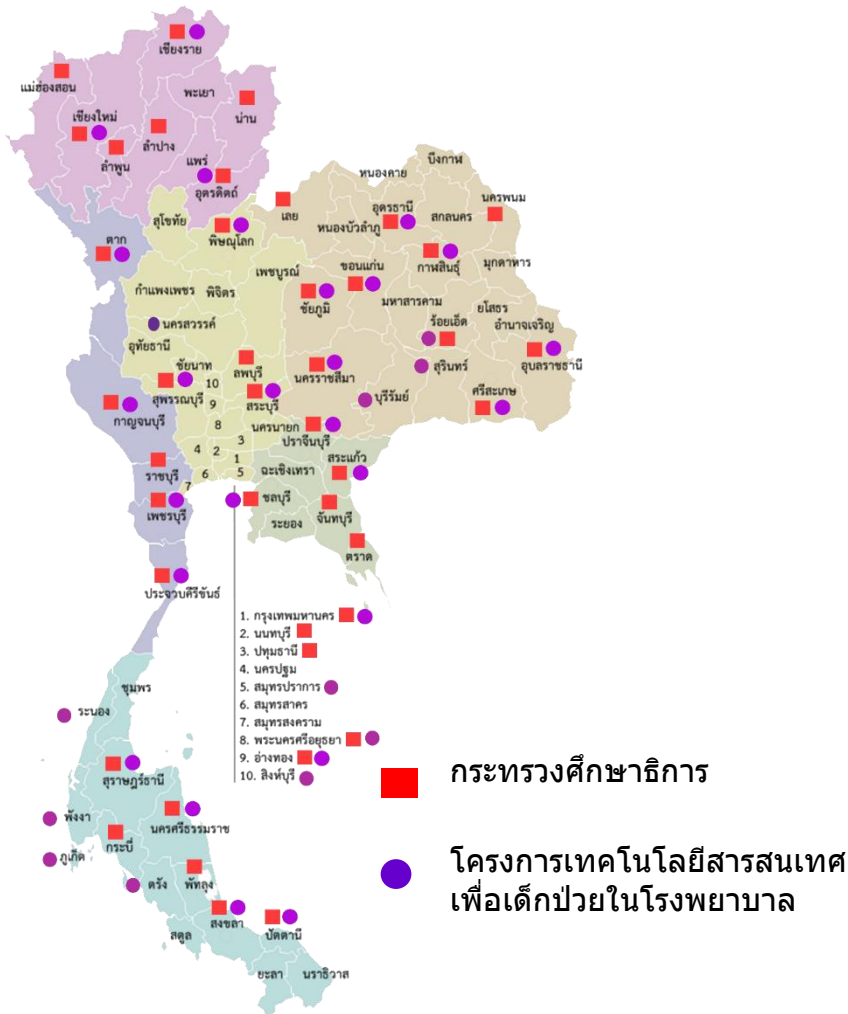 เชียงราย
แม่ฮ่องสอน
พะเยา
น่าน
เชียงใหม่
ลำปาง
ลำพูน
แพร่
อุตรดิตถ์
บึงกาฬ
หนองคาย
เลย
นครพนม
อุดรธานี
สกลนคร
หนองบัวลำภู
สุโขทัย
พิษณุโลก
ตาก
กาฬสินธุ์
มุกดาหาร
ขอนแก่น
เพชรบูรณ์
กำแพงเพชร
พิจิตร
ชัยภูมิ
มหาสารคาม
ยโสธร
ร้อยเอ็ด
อำนาจเจริญ
นครสวรรค์
อุทัยธานี
ชัยนาท
ลพบุรี
นครราชสีมา
สุรินทร์
อุบลราชธานี
10
สุพรรณบุรี
9
สระบุรี
บุรีรัมย์
ศรีสะเกษ
กาญจนบุรี
8
นครนายก
3
ปราจีนบุรี
4
2
1
สระแก้ว
ราชบุรี
6
5
ฉะเชิงเทรา
7
เพชรบุรี
ชลบุรี
จันทบุรี
ระยอง
ตราด
ประจวบคีรีขันธ์
1. กรุงเทพมหานคร
2. นนทบุรี
3. ปทุมธานี
4. นครปฐม
5. สมุทรปราการ
6. สมุทรสาคร
7. สมุทรสงคราม
8. พระนครศรีอยุธยา
9. อ่างทอง
10. สิงห์บุรี
ชุมพร
ระนอง
สุราษฎร์ธานี
พังงา
นครศรีธรรมราช
กระบี่
ภูเก็ต
ตรัง
พัทลุง
สงขลา
สตูล
ปัตตานี
ยะลา
นราธิวาส
กระทรวงศึกษาธิการ
โครงการเทคโนโลยีสารสนเทศ
เพื่อเด็กป่วยในโรงพยาบาล